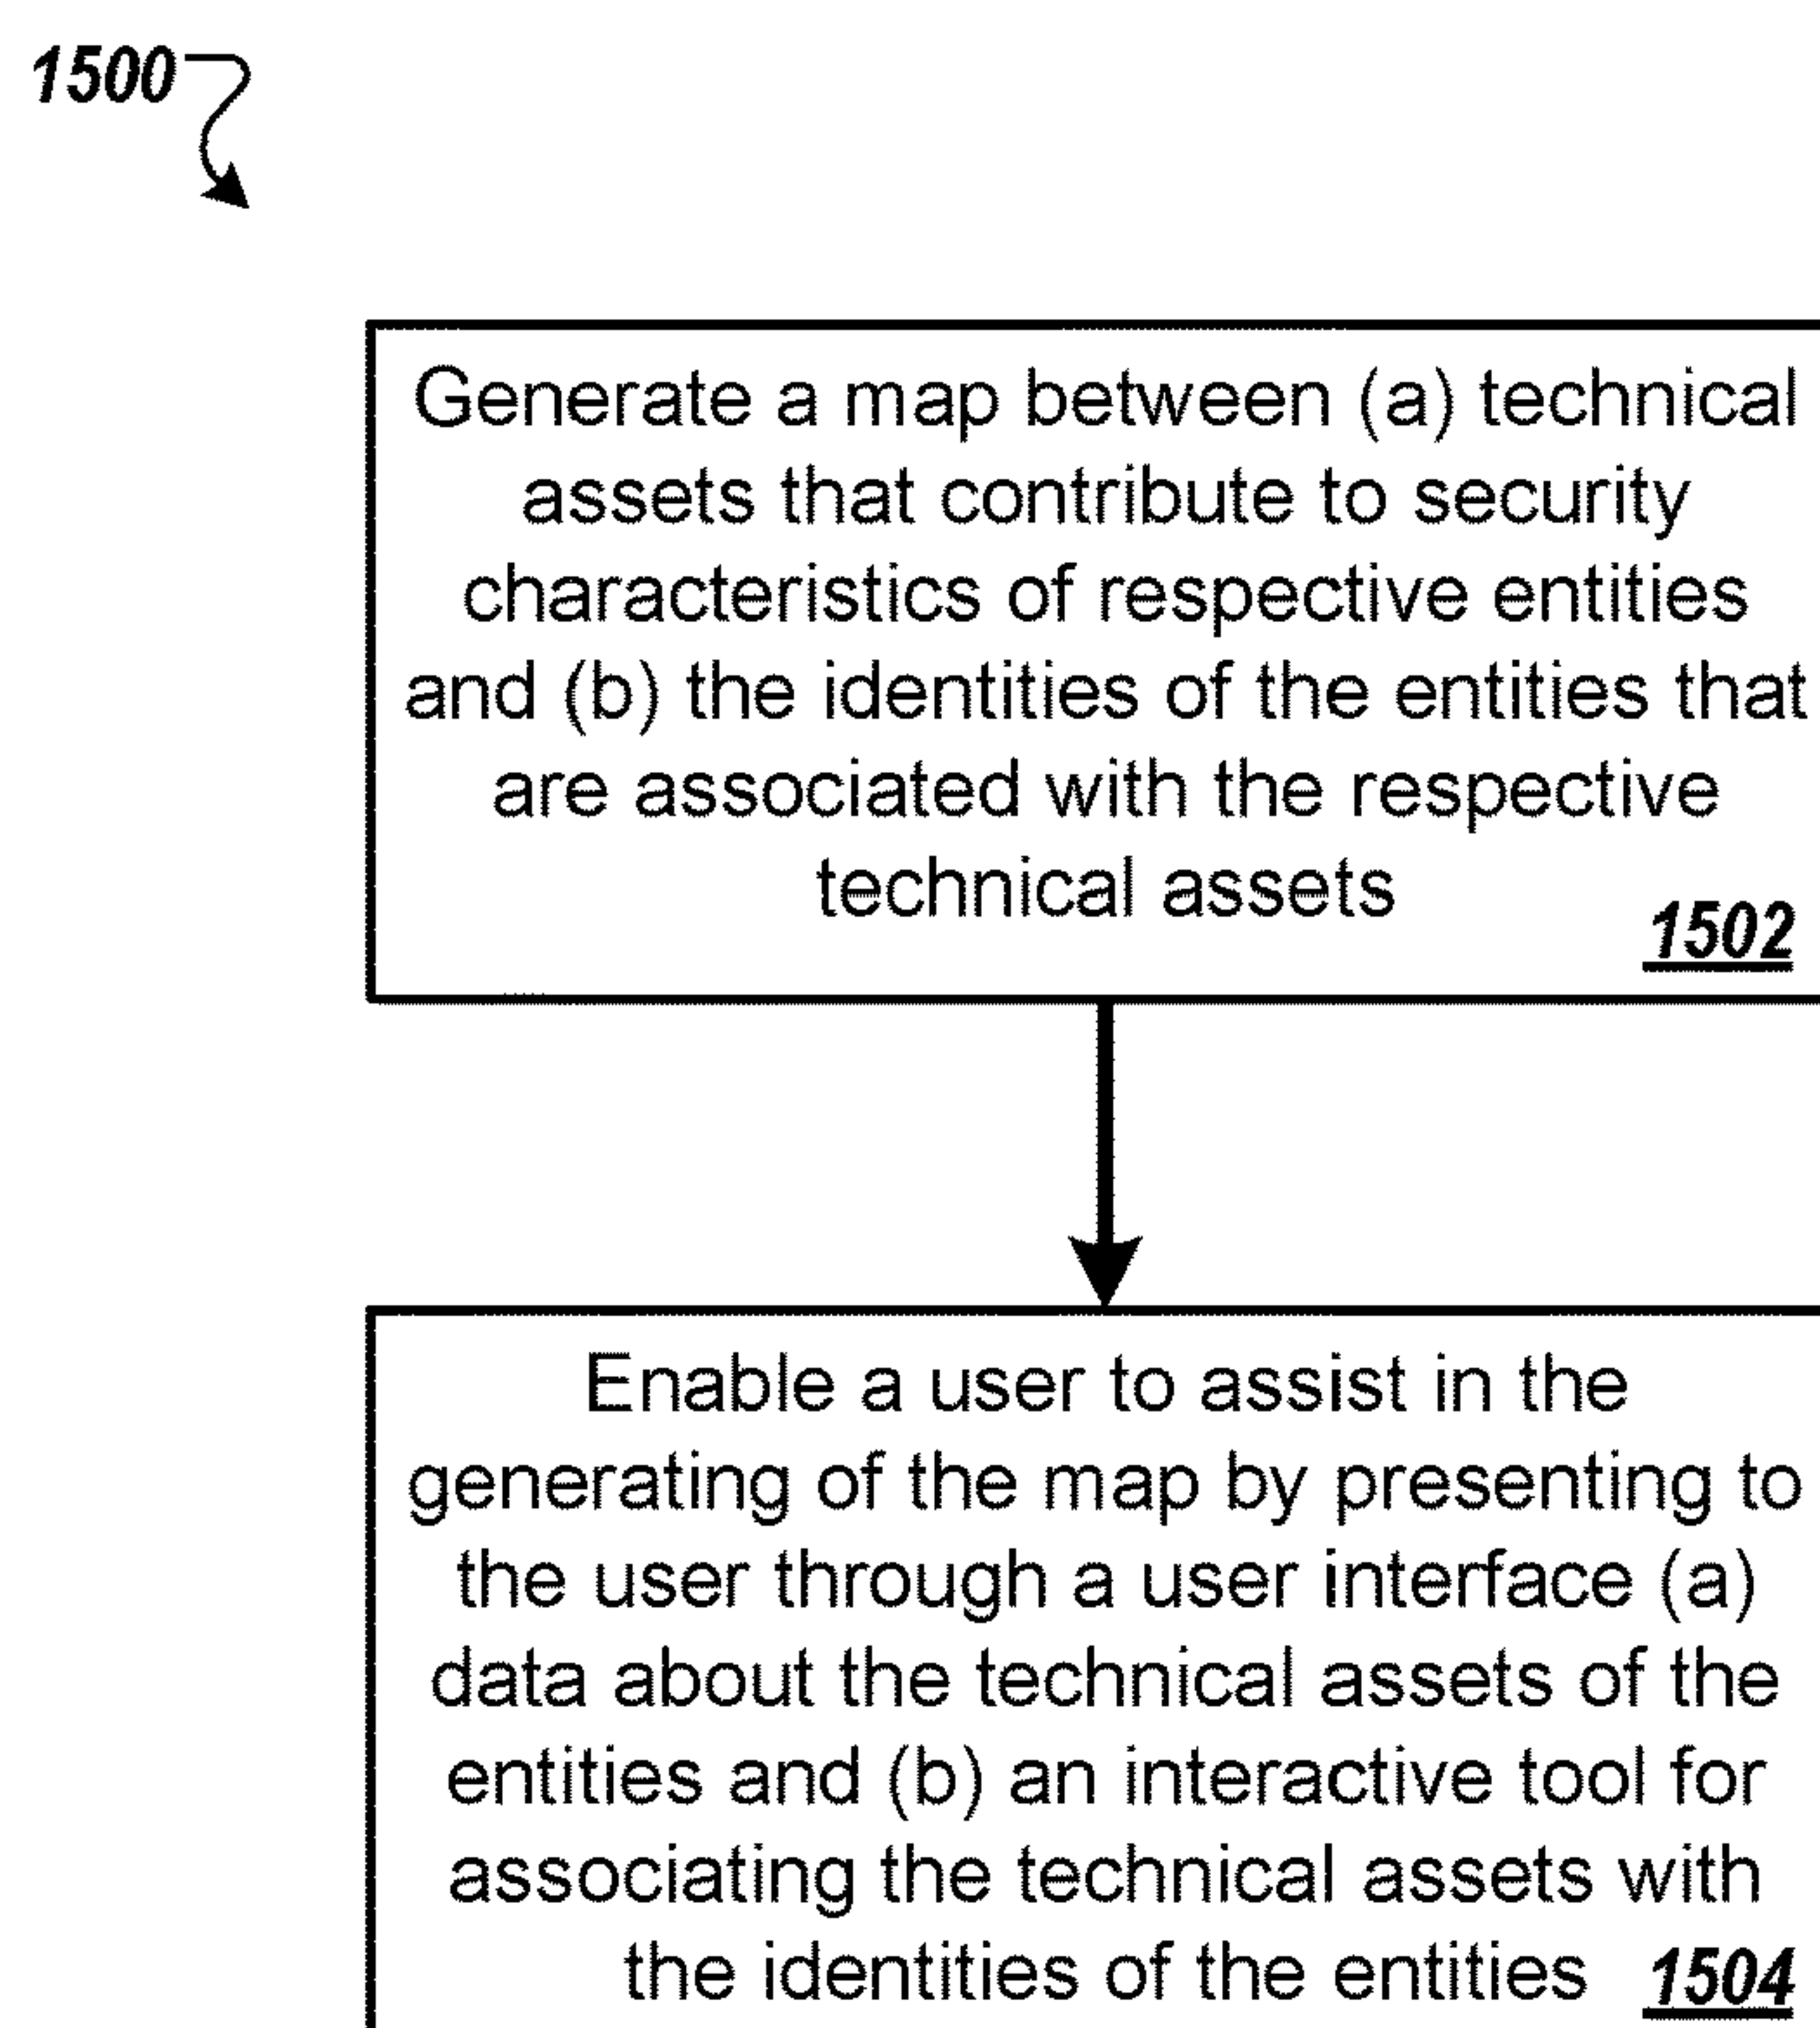 1500
Generate a map between (a) technical
assets that contribute to security
characteristics of respective entities
and (b) the identities of the entities that
are associated with the respective
technical assets
1502
Enable a user to assist in the
generating of the map by presenting to
the user through a user interface (a)
data about the technical assets of the
entities and (b) an interactive tool for
associating the technical assets with
the identities of the entities 1504